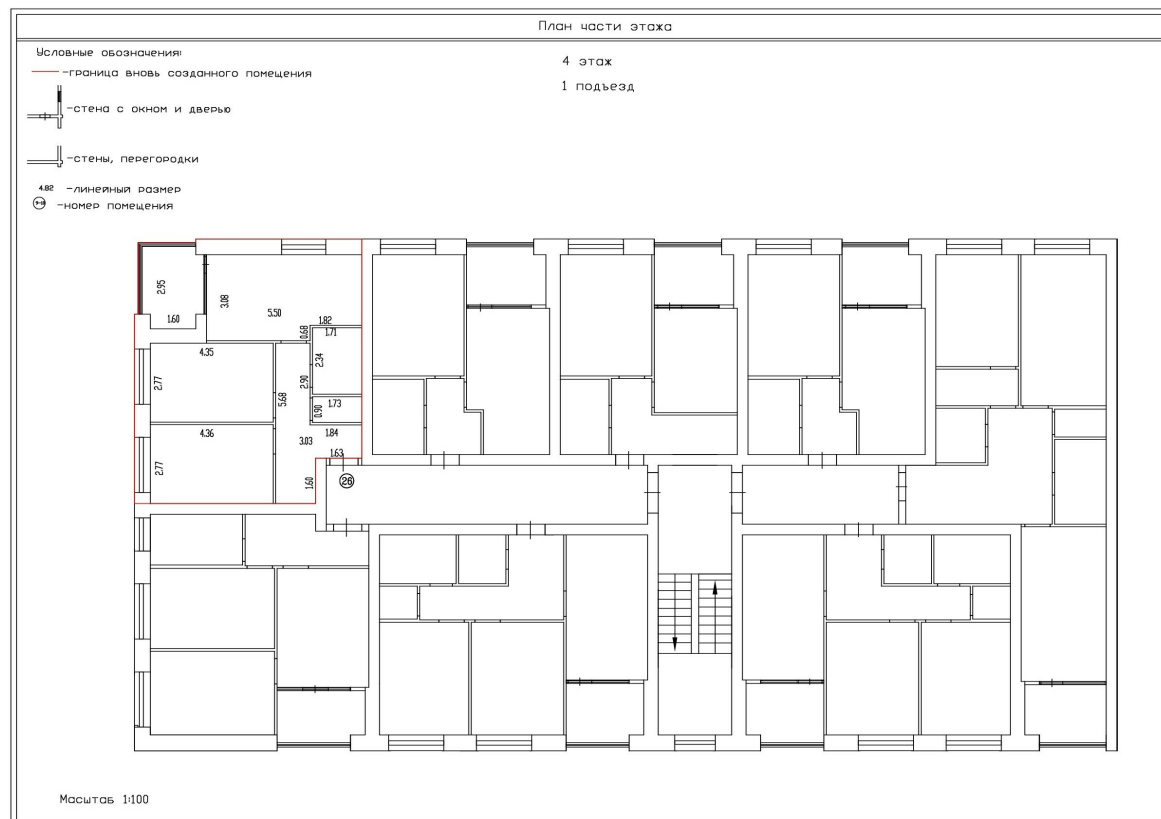 План части этажа
Условные обозначения:
-граница вновь созданного помещения
4 этаж
1 подъезд
-стена с окном и дверью
-стены, перегородки
4.82 -линейный размер
-номер помещения
2.95
3.08
1.60
5.50
1.82
0.68
1.71
4.35
2.34
2.77
2.90
5.68
0.90
1.73
4.36
1.84
3.03
1.63
2.77
1.60
26
Масштаб 1:100